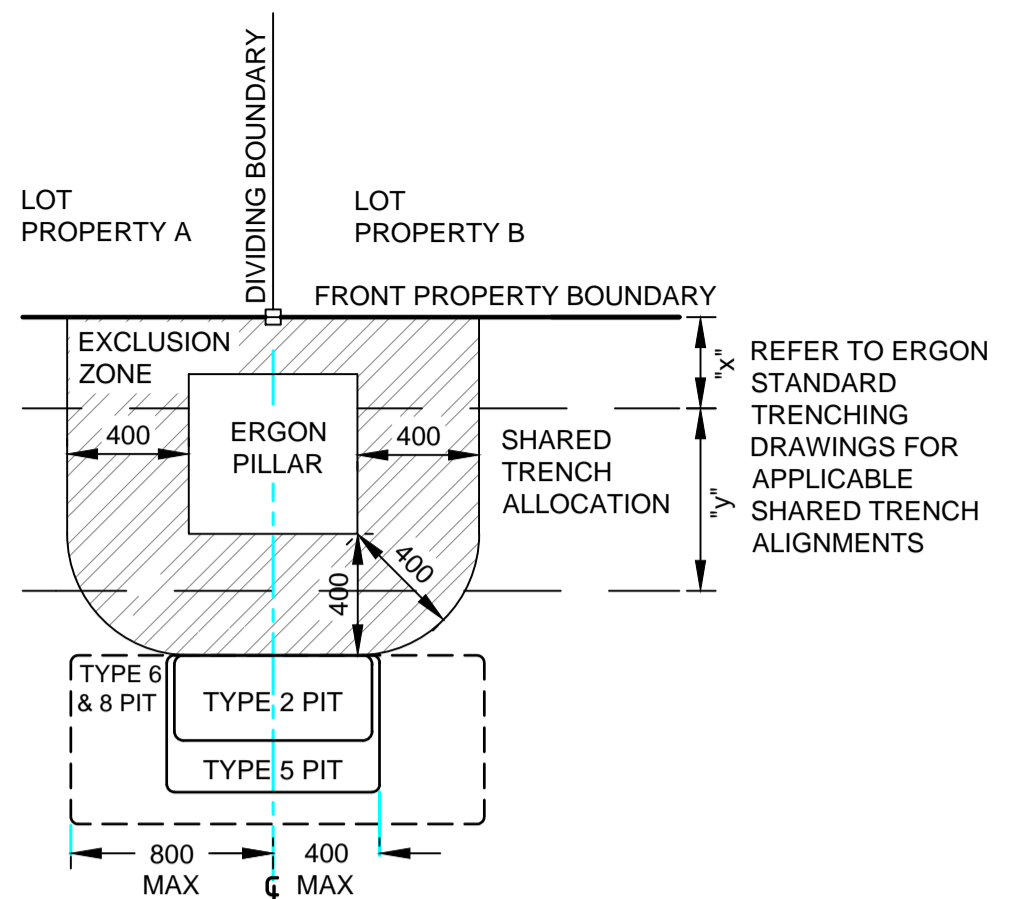 DIVIDING BOUNDARY
LOT
PROPERTY A
LOT
PROPERTY B
FRONT PROPERTY BOUNDARY
EXCLUSION
ZONE
"x"
REFER TO ERGON
STANDARD
TRENCHING
DRAWINGS FOR
APPLICABLE
SHARED TRENCH
ALIGNMENTS
400
ERGON
PILLAR
400
SHARED
TRENCH
ALLOCATION
"y"
400
400
TYPE 6
& 8 PIT
TYPE 2 PIT
TYPE 5 PIT
800
MAX
400
MAX
℄